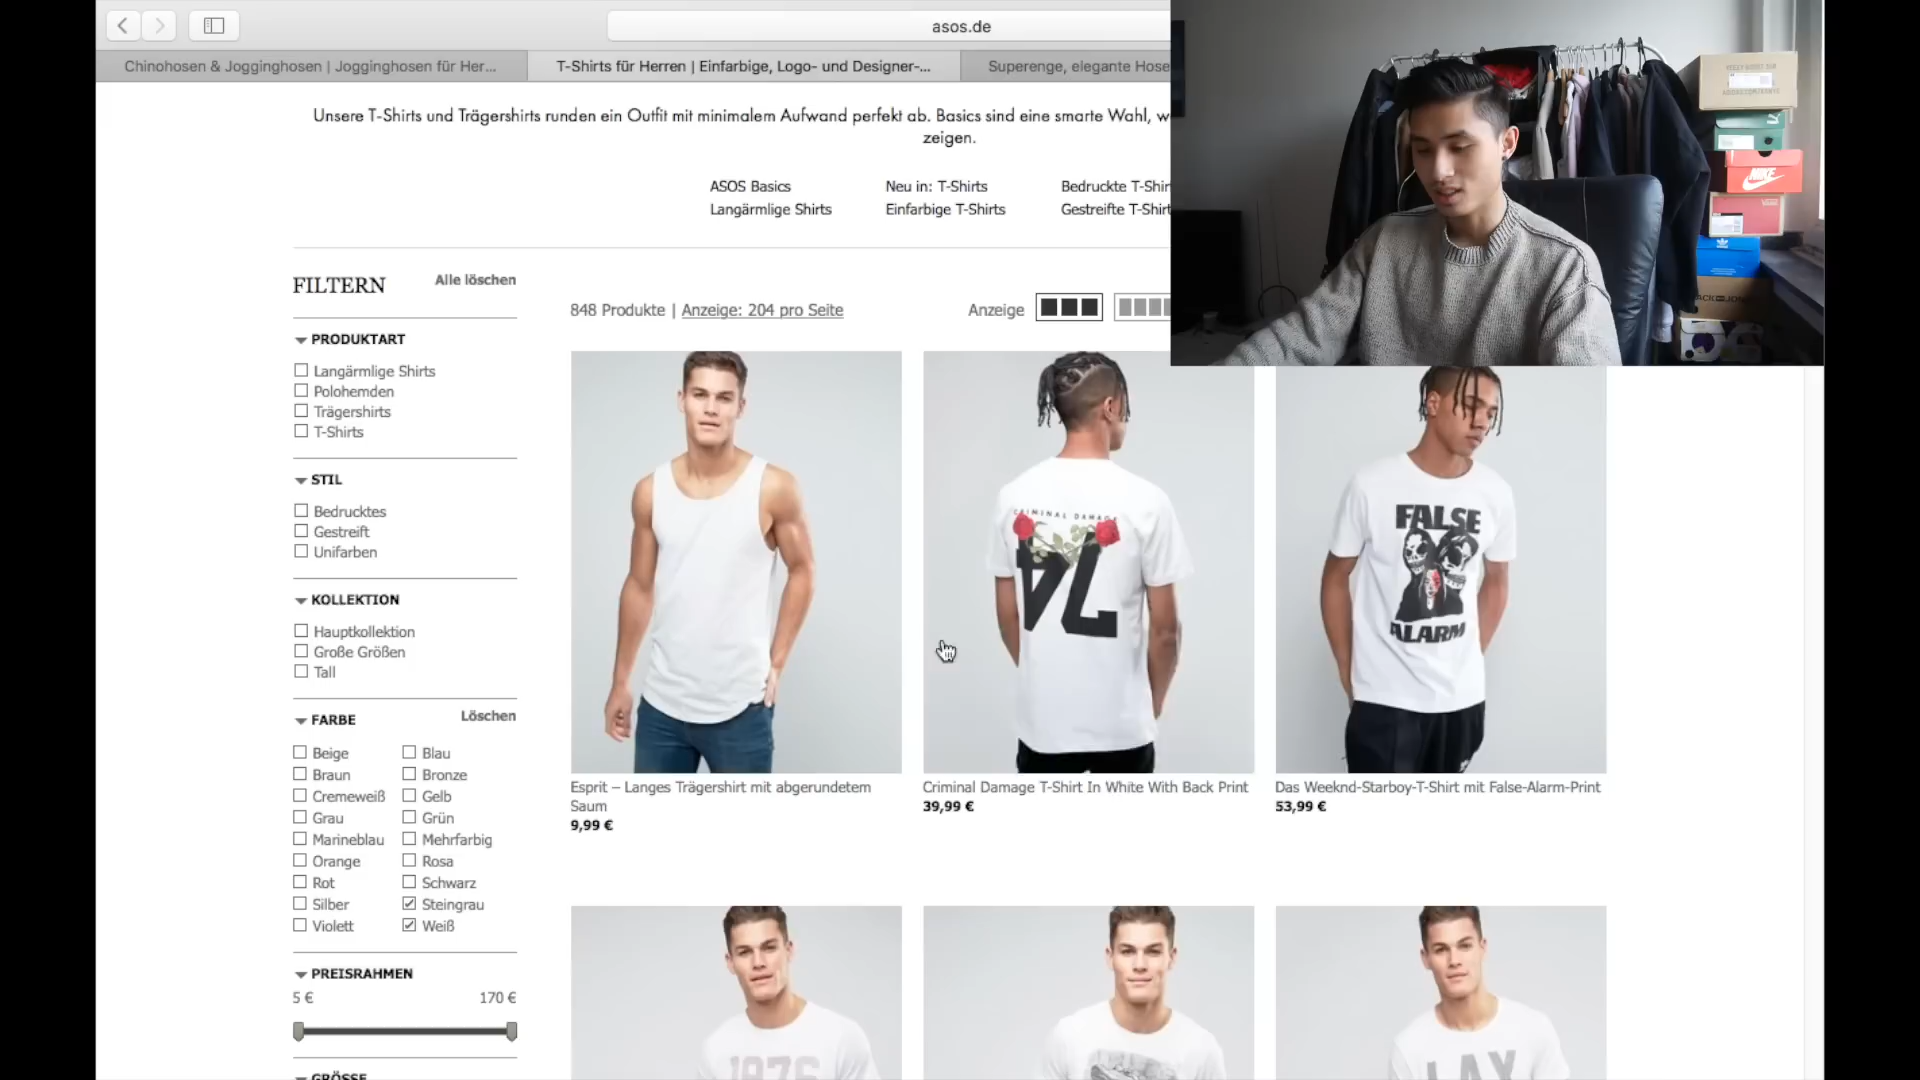 asos.de
Chinohosen & Jogginghosen | Jogginghosen für Her...
T-Shirts für Herren | Einfarbige, Logo- und Designer-...
Superenge, elegante Hose
Unsere T-Shirts und Trägershirts runden ein Outfit mit minimalem Aufwand perfekt ab. Basics sind eine smarte Wahl, w
zeigen.
ASOS Basics
Neu in: T-Shirts
Bedruckte T-Shir
Langärmlige Shirts
Einfarbige T-Shirts
Gestreifte T-Shirt
FILTERN
Alle löschen
848 Produkte | Anzeige: 204 pro Seite
Anzeige
PRODUKTART
Langärmlige Shirts
Polohemden
Trägershirts
T-Shirts
STIL
Bedrucktes
Gestreift
Unifarben
KOLLEKTION
Hauptkollektion
Große Größen
Tall
FARBE
Löschen
Beige
Blau
Braun
Bronze
Cremeweiß
Gelb
Grau
Grün
Marineblau
Mehrfarbig
Orange
Rosa
Rot
Schwarz
Silber
Steingrau
Violett
Weiß
PREISRAHMEN
5 €
170 €
GRÖSSE
CRIMINAL DAMAGE
FALSE
ALARM
Esprit – Langes Trägershirt mit abgerundetem
Saum
9,99 €
Criminal Damage T-Shirt In White With Back Print
39,99 €
Das Weeknd-Starboy-T-Shirt mit False-Alarm-Print
53,99 €
1976
LAX
NIKE